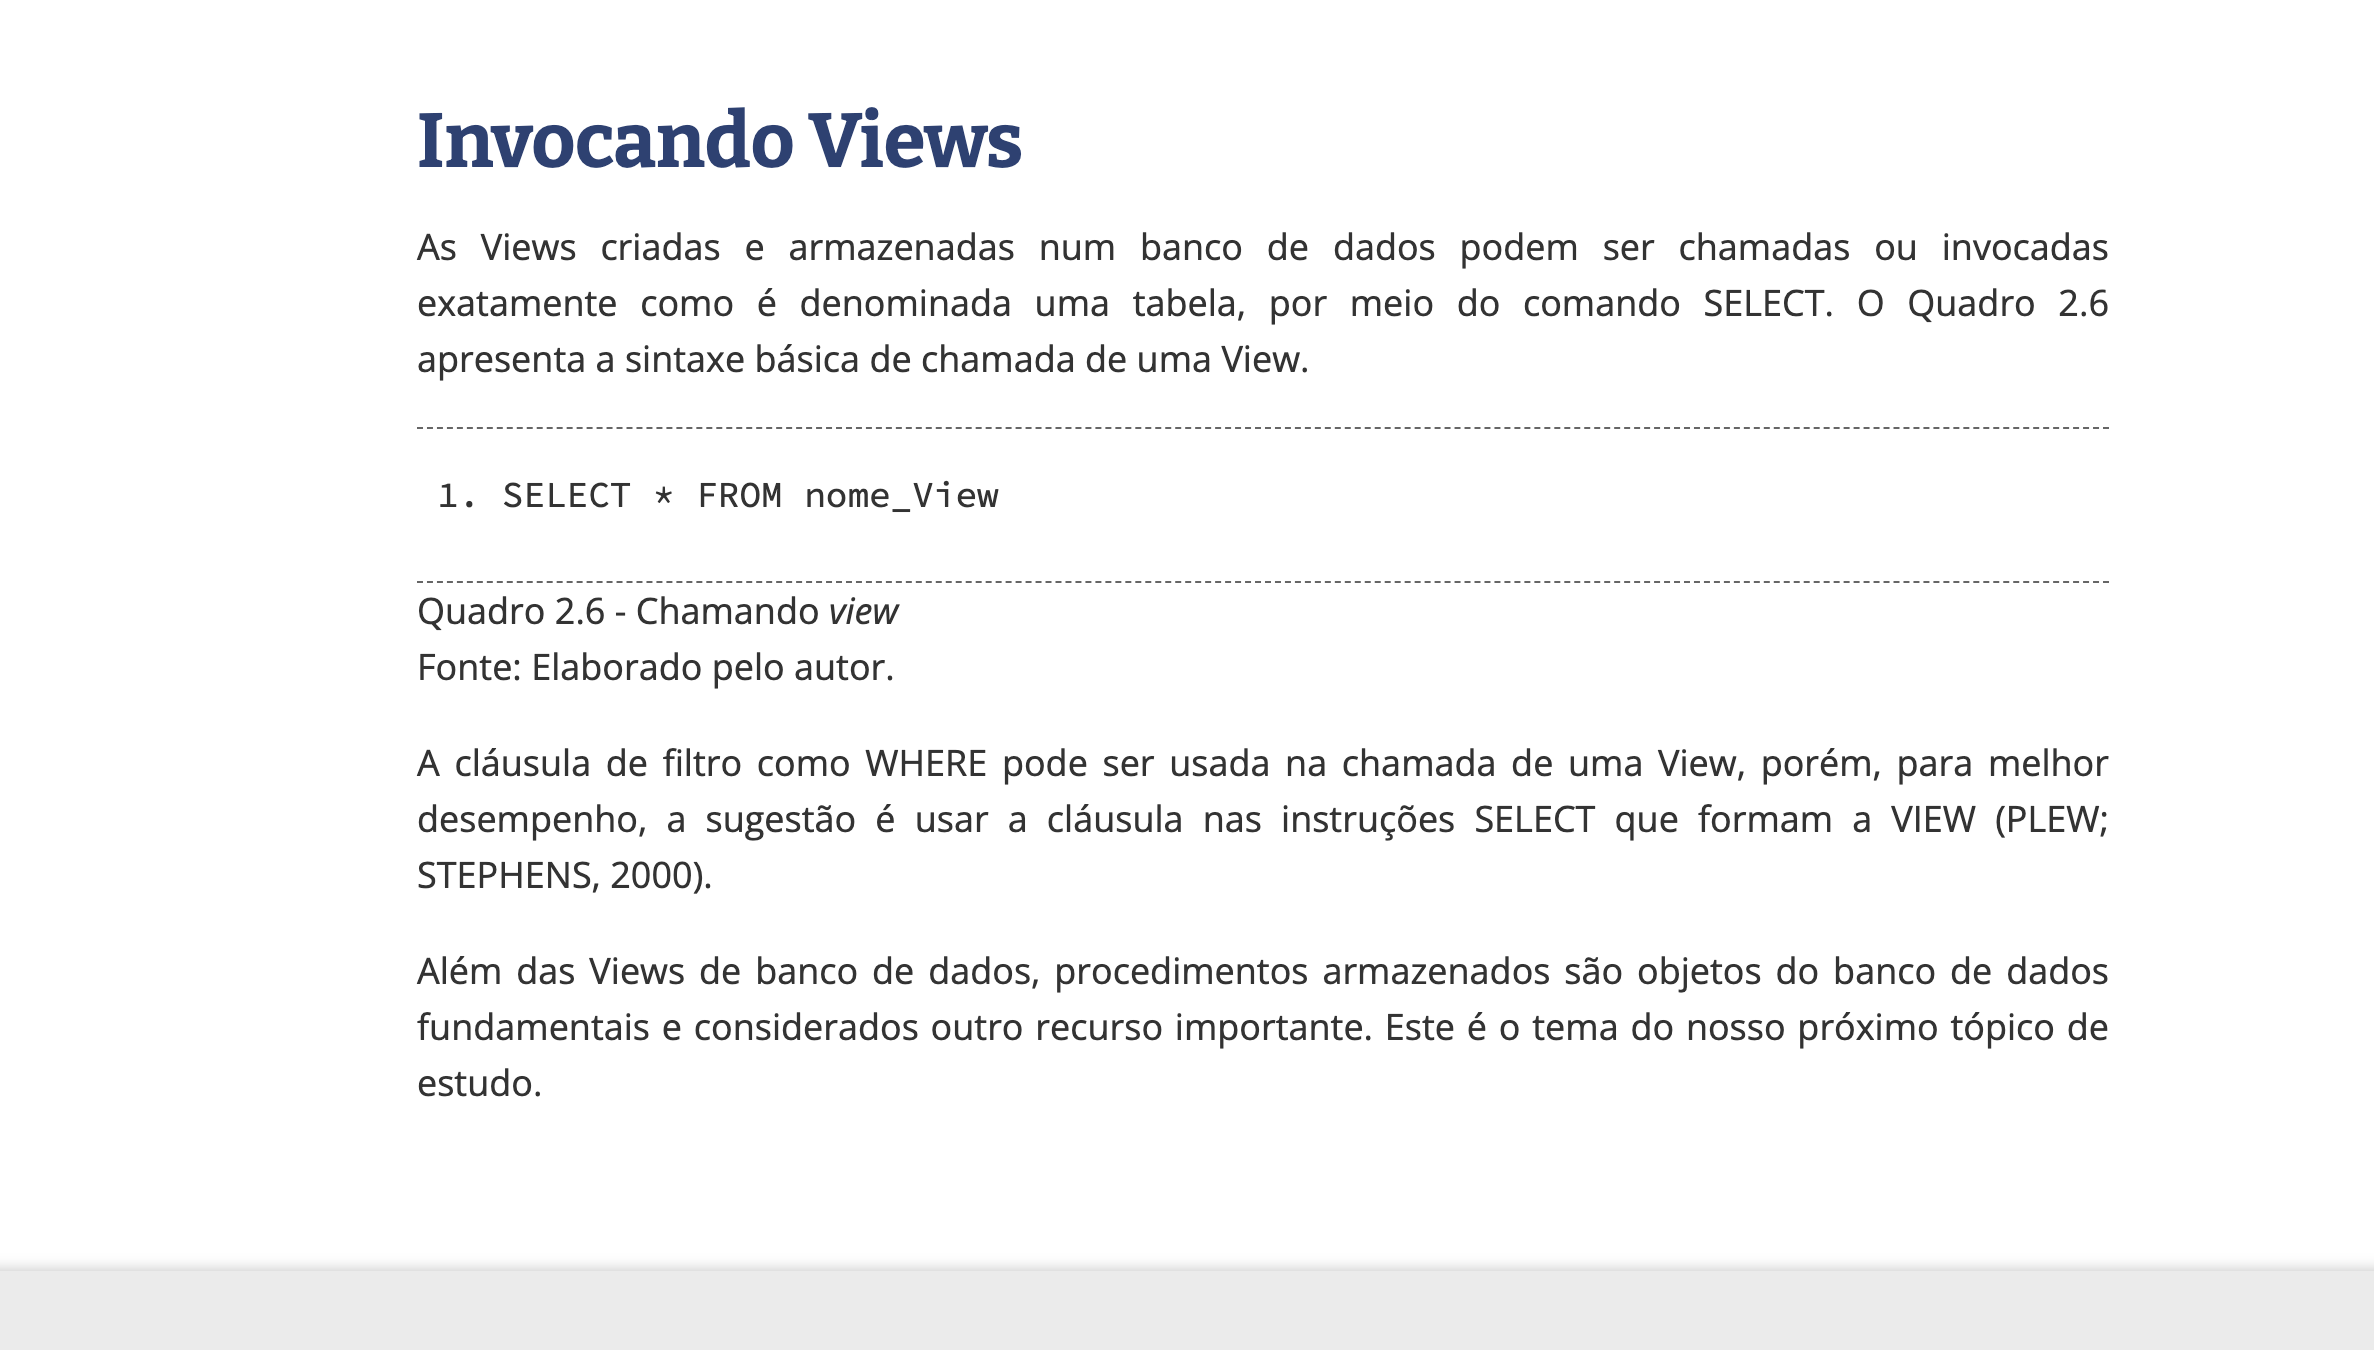 Invocando Views
As Views criadas e armazenadas num banco de dados podem ser chamadas ou invocadas
exatamente como é denominada uma tabela, por meio do comando SELECT. O Quadro 2.6
apresenta a sintaxe básica de chamada de uma View.
1. SELECT * FROM nome_View
Quadro 2.6 - Chamando view
Fonte: Elaborado pelo autor.
A cláusula de filtro como WHERE pode ser usada na chamada de uma View, porém, para melhor
desempenho, a sugestão é usar a cláusula nas instruções SELECT que formam a VIEW (PLEW;
STEPHENS, 2000).
Além das Views de banco de dados, procedimentos armazenados são objetos do banco de dados
fundamentais e considerados outro recurso importante. Este é o tema do nosso próximo tópico de
estudo.